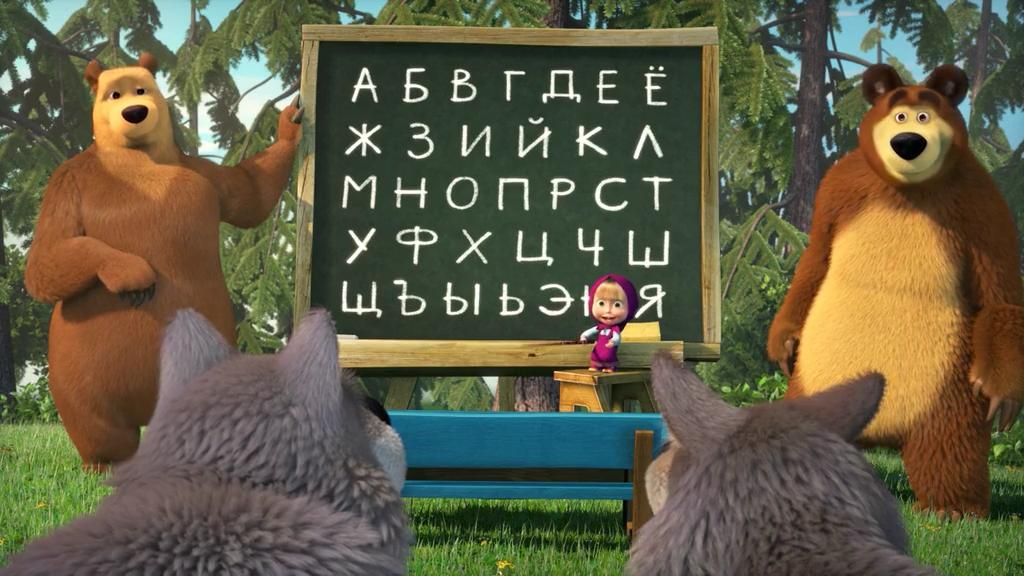 А Б В Г Д Е Ё
Ж З И Й К Л
М Н О П Р С Т
У Ф Х Ц Ч Ш
Щ Ъ Ы Ь Э Я